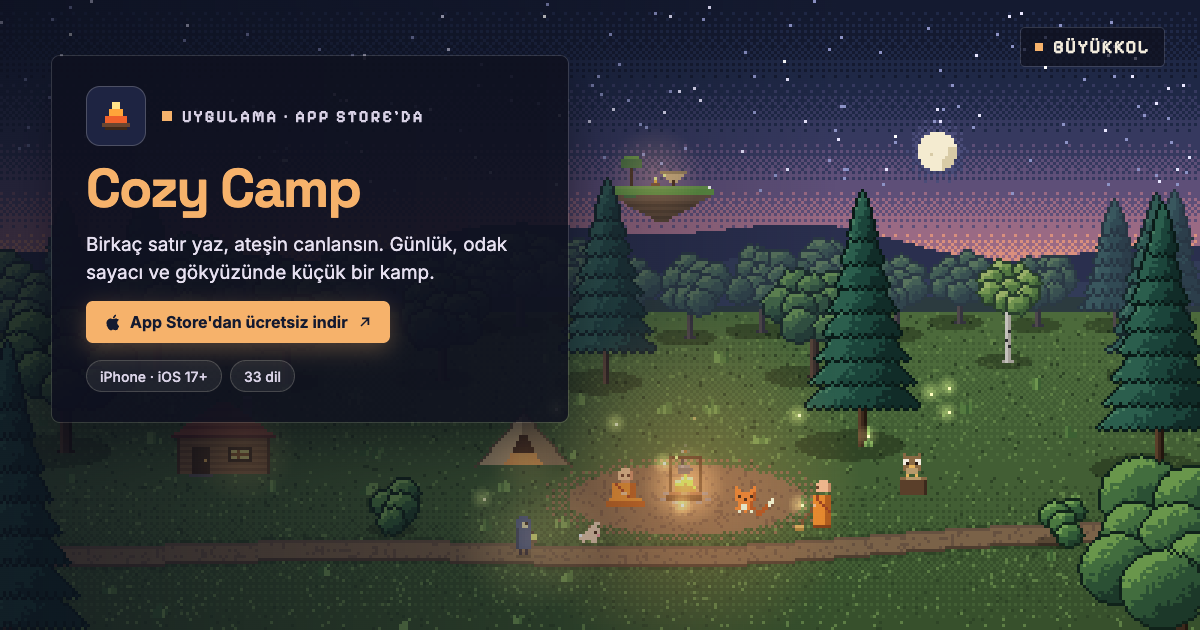 BÜYÜKKOL
UYGULAMA · APP STORE'DA
Cozy Camp
Birkaç satır yaz, ateşin canlansın. Günlük, odak
sayacı ve gökyüzünde küçük bir kamp.
App Store'dan ücretsiz indir ↗
iPhone · iOS 17+
33 dil